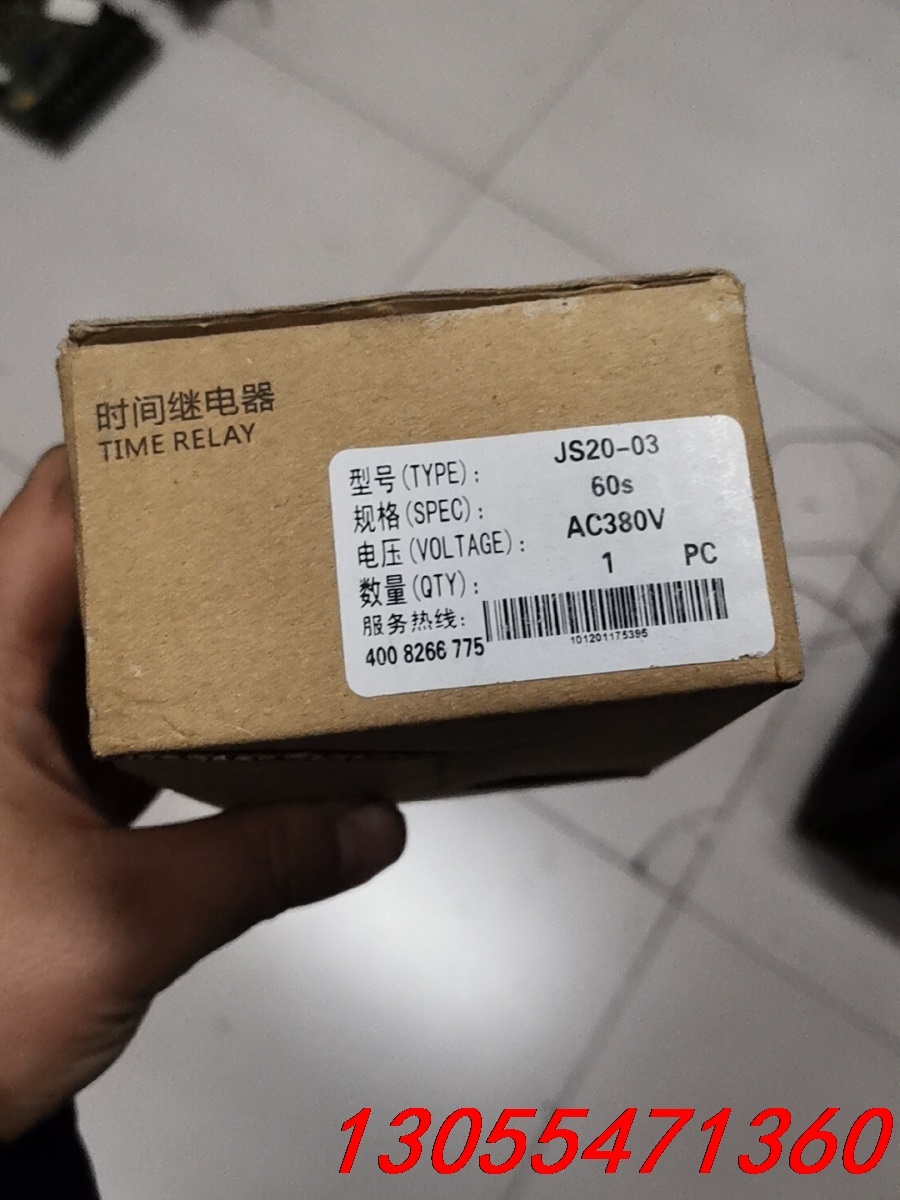 时间继电器
TIME RELAY
型号(TYPE): JS20-03
规格(SPEC): 60s
电压(VOLTAGE): AC380V
数量(QTY): 1 PC
服务热线:
400 8266 775
101201175395
13055471360